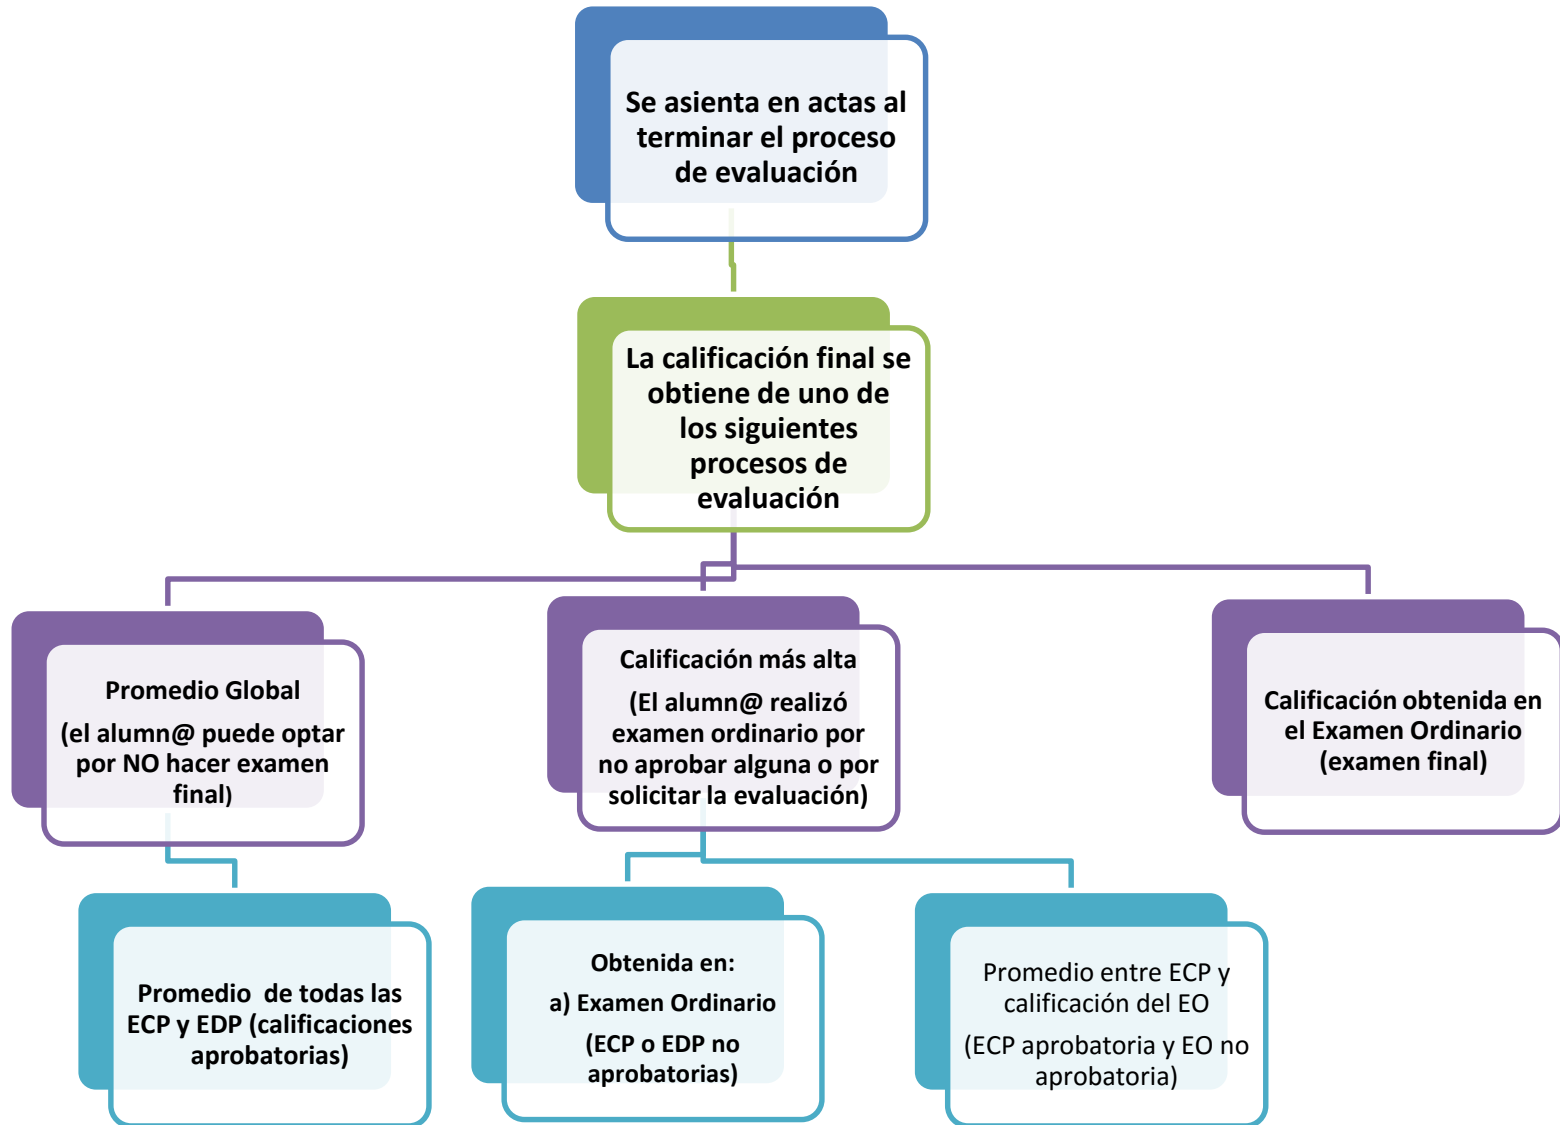 Se asienta en actas al
terminar el proceso
de evaluación
La calificación final se
obtiene de uno de
los siguientes
procesos de
evaluación
Promedio Global
(el alumn@ puede optar
por NO hacer examen
final)
Calificación más alta
(El alumn@ realizó
examen ordinario por
no aprobar alguna o por
solicitar la evaluación)
Calificación obtenida en
el Examen Ordinario
(examen final)
Promedio de todas las
ECP y EDP (calificaciones
aprobatorias)
Obtenida en:
a) Examen Ordinario
(ECP o EDP no
aprobatorias)
Promedio entre ECP y
calificación del EO
(ECP aprobatoria y EO no
aprobatoria)